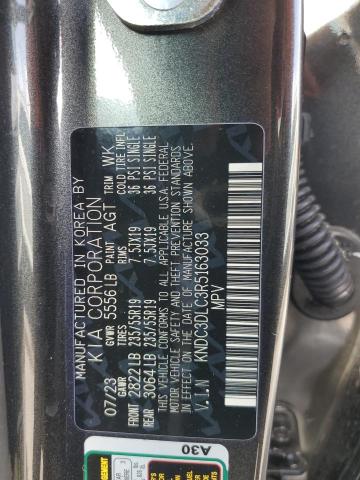 MANUFACTURED IN KOREA BY
KIA CORPORATION
07/23 GVWR 5556 LB PAINT AGT TRIM WK
GAWR TIRES RIMS COLD TIRE INFL.
FRONT 2822LB 235/55R19 7.5JX19 36 PSI SINGLE
REAR 3064LB 235/55R19 7.5JX19 36 PSI SINGLE
THIS VEHICLE CONFORMS TO ALL APPLICABLE U.S.A. FEDERAL
MOTOR VEHICLE SAFETY AND THEFT PREVENTION STANDARDS
IN EFFECT ON THE DATE OF MANUFACTURE SHOWN ABOVE.
V.I.N KNDC3DLC3R5163033
MPV
A30